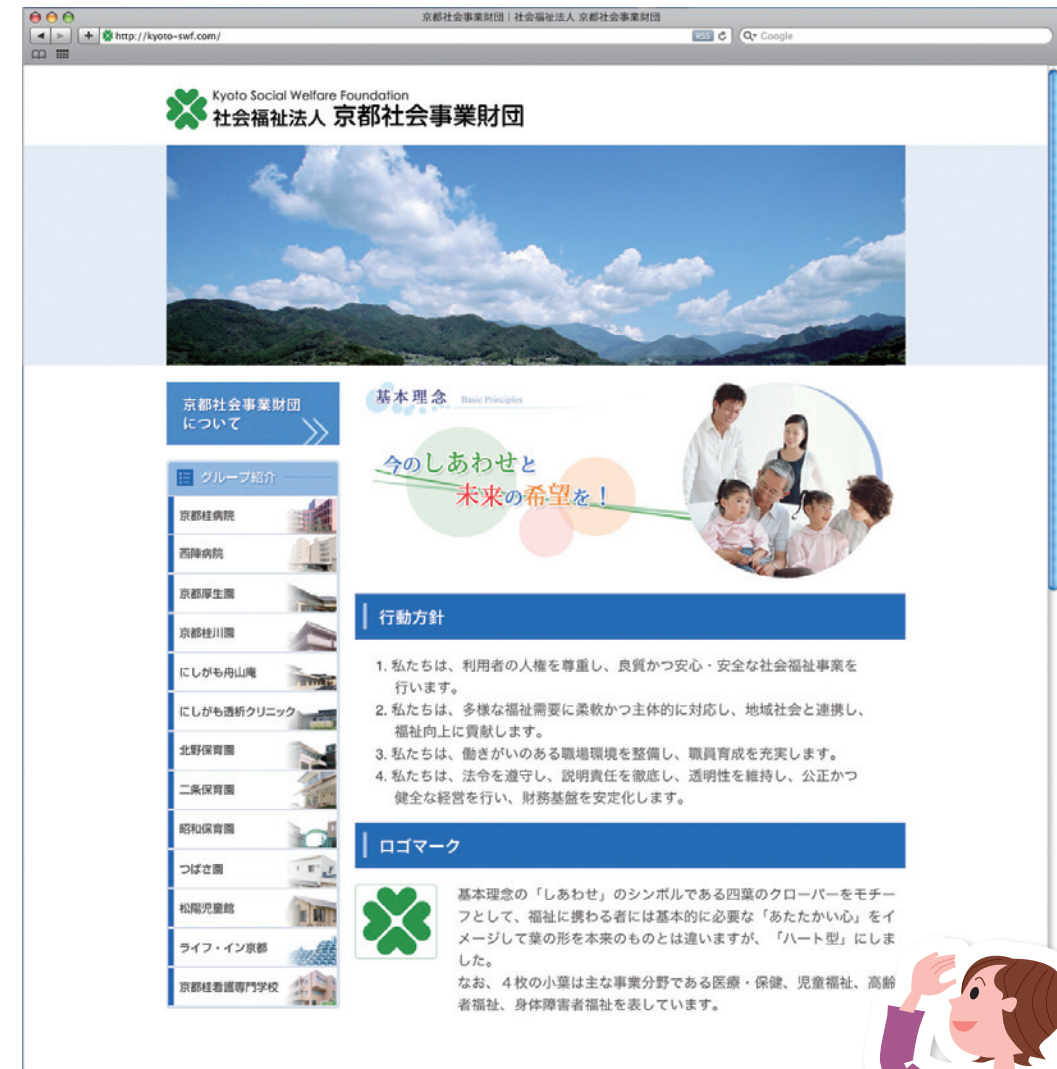 京都社会事業財団｜社会福祉法人 京都社会事業財団
http://kyoto-swf.com/
RSS
Google
Kyoto Social Welfare Foundation
社会福祉法人 京都社会事業財団
京都社会事業財団
について
グループ紹介
京都桂病院
西陣病院
京都厚生園
京都桂川園
にしがも舟山庵
にしがも透析クリニック
北野保育園
二条保育園
昭和保育園
つばさ園
松陽児童館
ライフ・イン京都
京都桂看護専門学校
基本理念 Basic Principles
今のしあわせと
未来の希望を！
行動方針
1. 私たちは、利用者の人権を尊重し、良質かつ安心・安全な社会福祉事業を
行います。
2. 私たちは、多様な福祉需要に柔軟かつ主体的に対応し、地域社会と連携し、
福祉向上に貢献します。
3. 私たちは、働きがいのある職場環境を整備し、職員育成を充実します。
4. 私たちは、法令を遵守し、説明責任を徹底し、透明性を維持し、公正かつ
健全な経営を行い、財務基盤を安定化します。
ロゴマーク
基本理念の「しあわせ」のシンボルである四葉のクローバーをモチー
フとして、福祉に携わる者には基本的に必要な「あたたかい心」をイ
メージして葉の形を本来のものとは違いますが、「ハート型」にしま
した。
なお、４枚の小葉は主な事業分野である医療・保健、児童福祉、高齢
者福祉、身体障害者福祉を表しています。